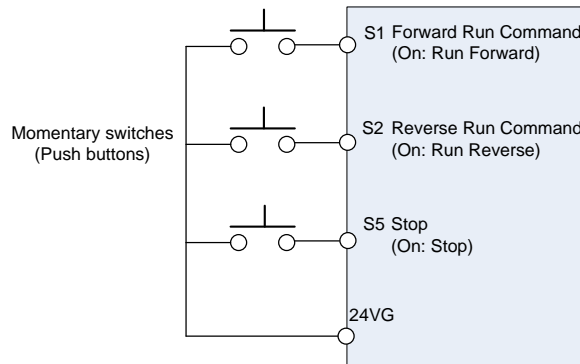 S1 Forward Run Command
(On: Run Forward)
Momentary switches
(Push buttons)
S2 Reverse Run Command
(On: Run Reverse)
S5 Stop
(On: Stop)
24VG